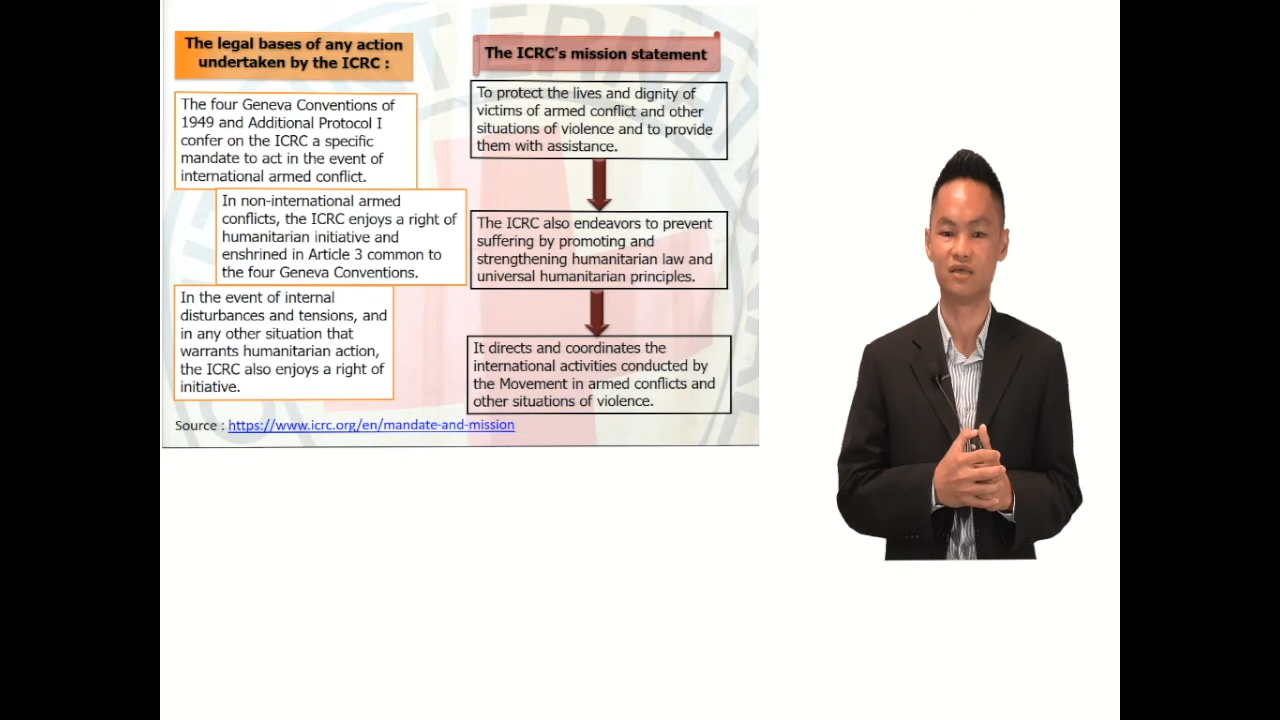 The legal bases of any action
undertaken by the ICRC :
The four Geneva Conventions of
1949 and Additional Protocol I
confer on the ICRC a specific
mandate to act in the event of
international armed conflict.
In non-international armed
conflicts, the ICRC enjoys a right of
humanitarian initiative and
enshrined in Article 3 common to
the four Geneva Conventions.
In the event of internal
disturbances and tensions, and
in any other situation that
warrants humanitarian action,
the ICRC also enjoys a right of
initiative.
Source : https://www.icrc.org/en/mandate-and-mission
The ICRC's mission statement
To protect the lives and dignity of
victims of armed conflict and other
situations of violence and to provide
them with assistance.
The ICRC also endeavors to prevent
suffering by promoting and
strengthening humanitarian law and
universal humanitarian principles.
It directs and coordinates the
international activities conducted by
the Movement in armed conflicts and
other situations of violence.